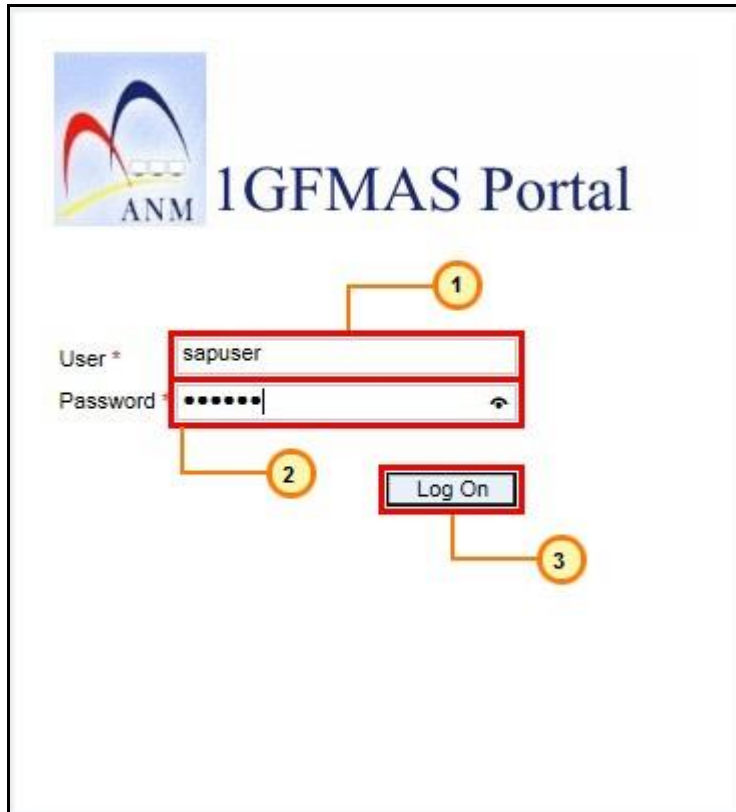 ANM 1GFMAS Portal
1
User * sapuser
Password * ••••••
2
Log On
3